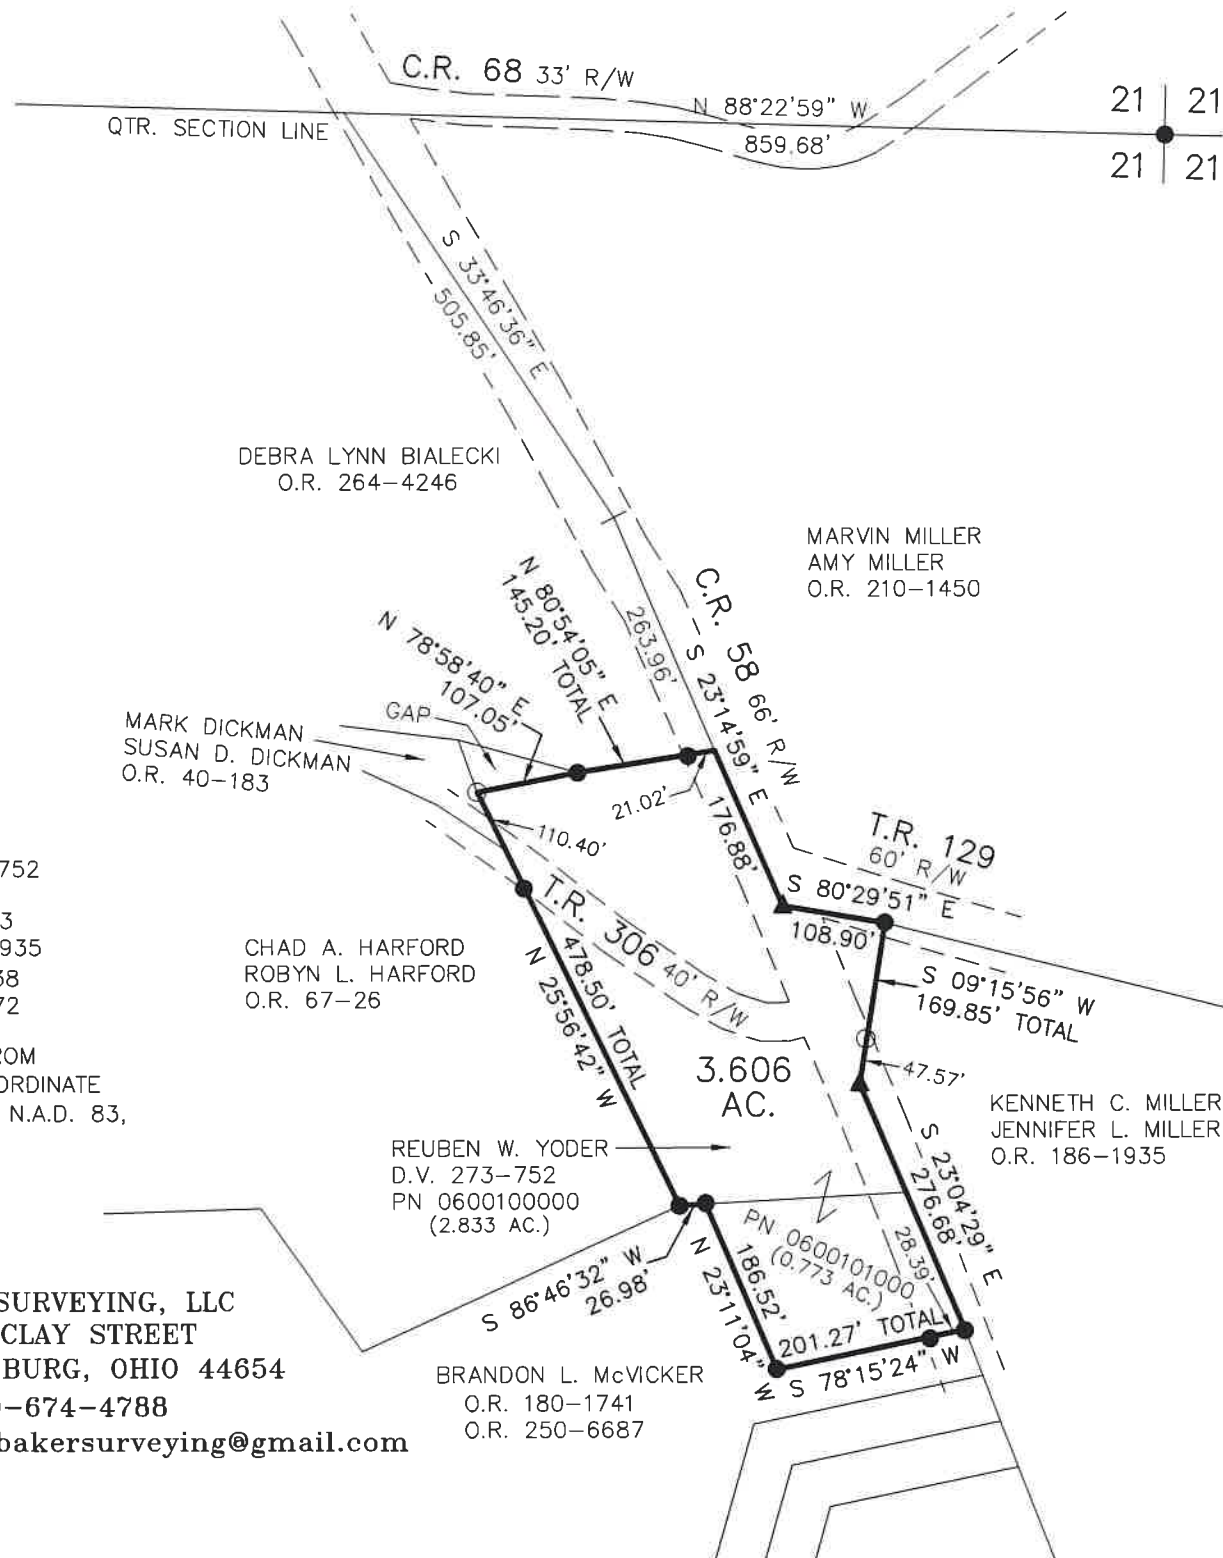 C.R. 68 33' R/W
N 88°22'59" W
859.68'
QTR. SECTION LINE
21 21
21 21
S 33°46'36" E
505.85'
DEBRA LYNN BIALECKI
O.R. 264-4246
MARVIN MILLER
AMY MILLER
O.R. 210-1450
C.R. 58 66' R/W
263.96'
S 23°14'59" E
176.88'
N 80°54'05" E
145.20' TOTAL
N 78°58'40" E
107.05'
GAP
MARK DICKMAN
SUSAN D. DICKMAN
O.R. 40-183
21.02'
110.40'
T.R. 129
60' R/W
S 80°29'51" E
108.90'
T.R. 306 40' R/W
478.50' TOTAL
N 25°56'42" W
CHAD A. HARFORD
ROBYN L. HARFORD
O.R. 67-26
S 09°15'56" W
169.85' TOTAL
47.57'
3.606
AC.
KENNETH C. MILLER
JENNIFER L. MILLER
O.R. 186-1935
REUBEN W. YODER
D.V. 273-752
PN 0600100000
(2.833 AC.)
S 23°04'29" E
276.68'
28.39'
PN 0600101000
(0.773 AC.)
S 86°46'32" W
26.98'
N 23°11'04" W
186.52'
201.27' TOTAL
S 78°15'24" W
BRANDON L. McVICKER
O.R. 180-1741
O.R. 250-6687
752
3
935
38
72
ROM
ORDINATE
N.A.D. 83,
SURVEYING, LLC
CLAY STREET
BURG, OHIO 44654
-674-4788
bakersurveying@gmail.com